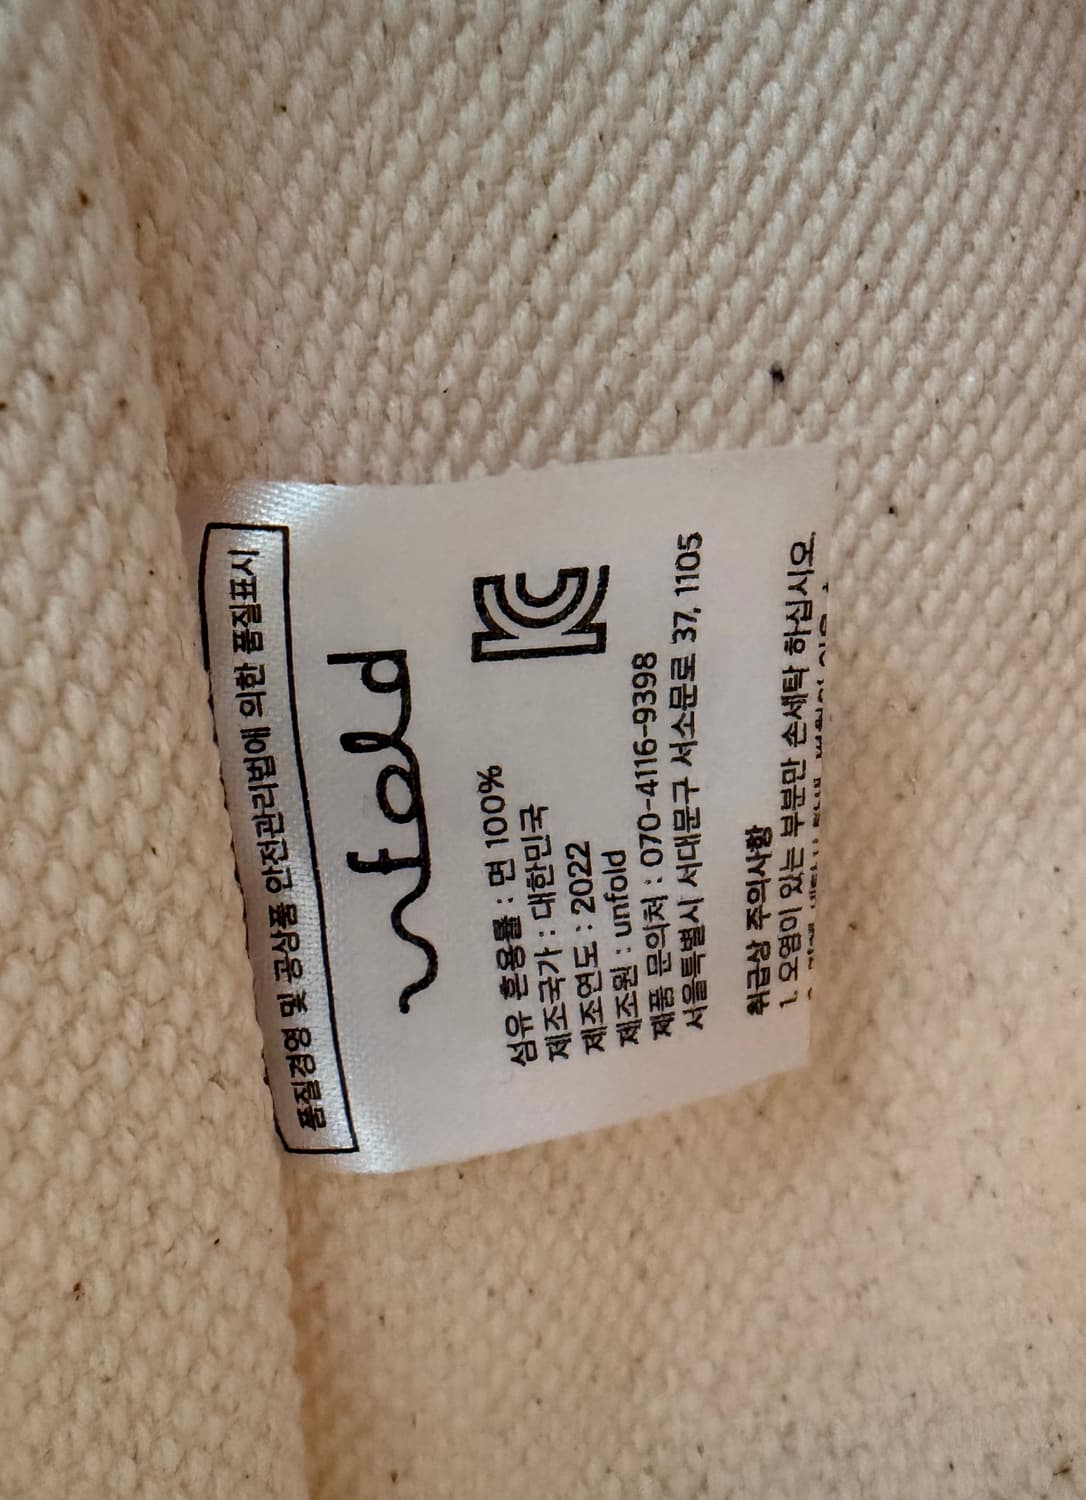 품질경영 및 공상품 안전관리법에 의한 품질표시
unfold
KC
섬유 혼용률 : 면 100%
제조국가 : 대한민국
제조연도 : 2022
제조원 : unfold
제품 문의처 : 070-4116-9398
서울특별시 서대문구 서소문로 37, 1105
취급상 주의사항
1. 오염이 있는 부분만 손세탁 하십시오.